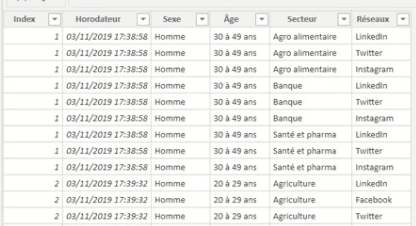 Index Horodateur Sexe Âge Secteur Réseaux
1 03/11/2019 17:38:58 Homme 30 à 49 ans Agro alimentaire LinkedIn
1 03/11/2019 17:38:58 Homme 30 à 49 ans Agro alimentaire Twitter
1 03/11/2019 17:38:58 Homme 30 à 49 ans Agro alimentaire Instagram
1 03/11/2019 17:38:58 Homme 30 à 49 ans Banque LinkedIn
1 03/11/2019 17:38:58 Homme 30 à 49 ans Banque Twitter
1 03/11/2019 17:38:58 Homme 30 à 49 ans Banque Instagram
1 03/11/2019 17:38:58 Homme 30 à 49 ans Santé et pharma LinkedIn
1 03/11/2019 17:38:58 Homme 30 à 49 ans Santé et pharma Twitter
1 03/11/2019 17:38:58 Homme 30 à 49 ans Santé et pharma Instagram
2 03/11/2019 17:39:32 Homme 20 à 29 ans Agriculture LinkedIn
2 03/11/2019 17:39:32 Homme 20 à 29 ans Agriculture Facebook
2 03/11/2019 17:39:32 Homme 20 à 29 ans Agriculture Twitter